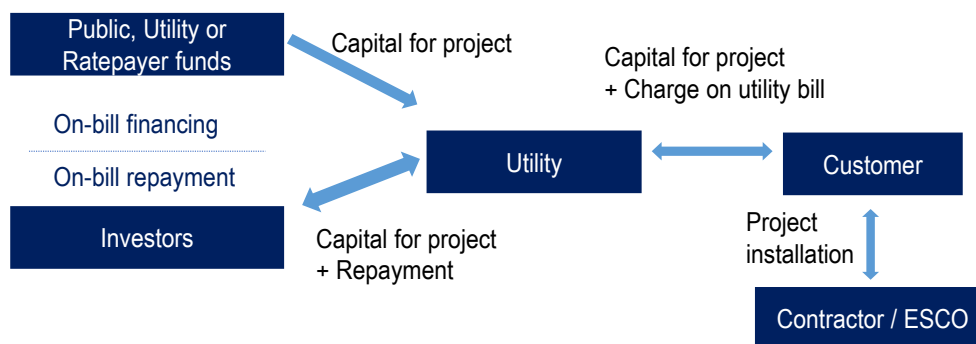 Public, Utility or
Ratepayer funds
Capital for project
Capital for project
+ Charge on utility bill
On-bill financing
On-bill repayment
Utility
Customer
Investors
Capital for project
+ Repayment
Project
installation
Contractor / ESCO